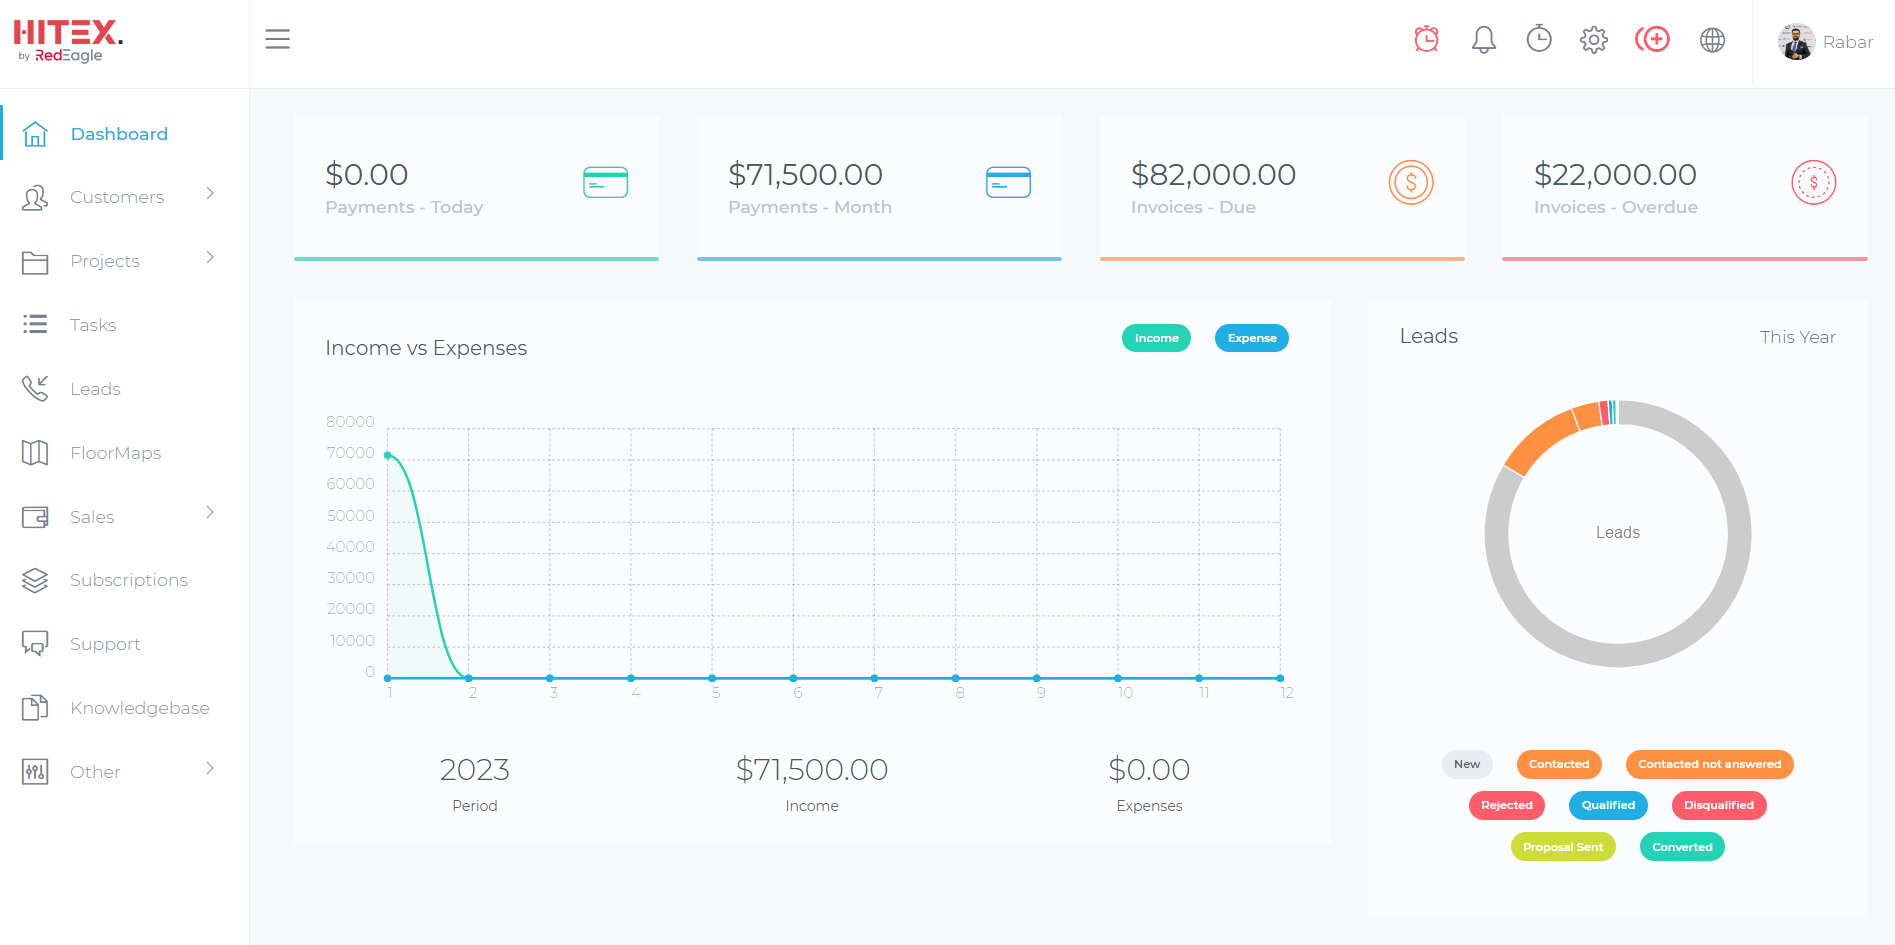 HITEX.
by RedEagle
Rabar
Dashboard
Customers
Projects
Tasks
Leads
FloorMaps
Sales
Subscriptions
Support
Knowledgebase
Other
$0.00
Payments - Today
$71,500.00
Payments - Month
$82,000.00
Invoices - Due
$22,000.00
Invoices - Overdue
Income vs Expenses
Income Expense
80000
70000
60000
50000
40000
30000
20000
10000
0
1 2 3 4 5 6 7 8 9 10 11 12
2023
Period
$71,500.00
Income
$0.00
Expenses
Leads
This Year
Leads
New Contacted Contacted not answered
Rejected Qualified Disqualified
Proposal Sent Converted